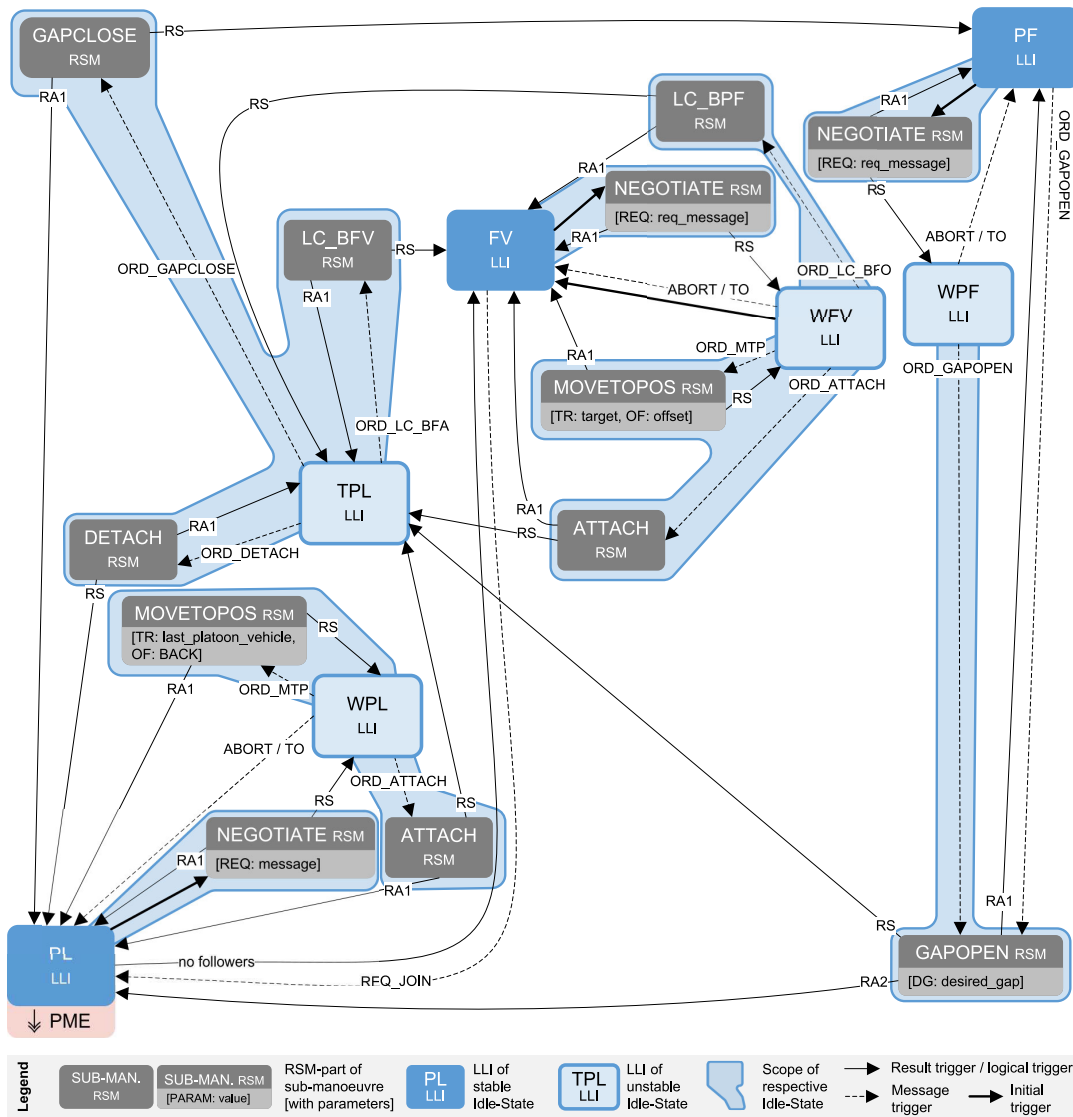 GAPCLOSE
RSM
RS
RA1
PF
LLI
RS
LC_BPF
RSM
RA1
NEGOTIATE RSM
[REQ: req_message]
RS
ORD_GAPOPEN
RA1
NEGOTIATE RSM
[REQ: req_message]
RA1
RS
FV
LLI
LC_BFV
RSM
RS
RA1
ORD_GAPCLOSE
ORD_LC_BFO
ABORT / TO
ABORT / TO
WFV
LLI
WPF
LLI
ORD_MTP
ORD_ATTACH
ORD_GAPOPEN
RA1
MOVETOPOS RSM
[TR: target, OF: offset]
RS
ORD_LC_BFA
TPL
LLI
RA1
RS
ATTACH
RSM
DETACH
RSM
RA1
ORD_DETACH
RS
MOVETOPOS RSM
[TR: last_platoon_vehicle,
OF: BACK]
RS
RA1
ORD_MTP
WPL
LLI
ABORT / TO
ORD_ATTACH
RS
RS
NEGOTIATE RSM
[REQ: message]
RA1
ATTACH
RSM
RA1
RA1
RS
PL
LLI
no followers
RFQ_JOIN
PME
GAPOPEN RSM
[DG: desired_gap]
RA2
Legend
SUB-MAN.
RSM
SUB-MAN. RSM
[PARAM: value]
RSM-part of
sub-manoeuvre
[with parameters]
PL
LLI
LLI of
stable
Idle-State
TPL
LLI
LLI of
unstable
Idle-State
Scope of
respective
Idle-State
Result trigger / logical trigger
Message
trigger
Initial
trigger